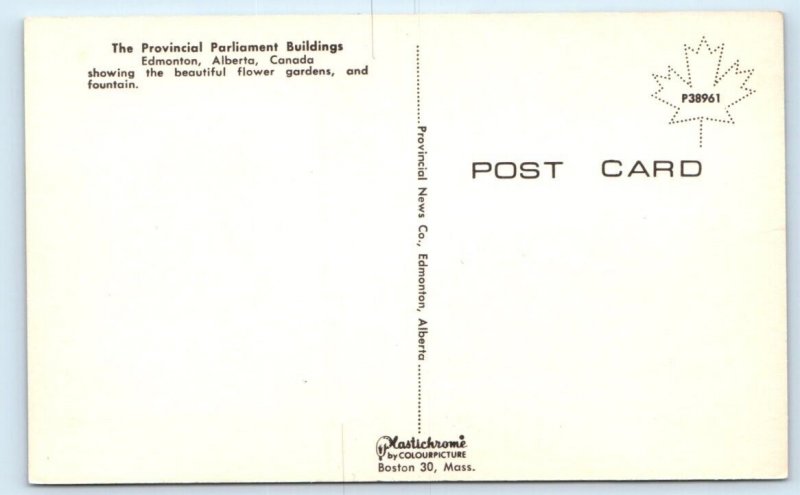 The Provincial Parliament Buildings
Edmonton, Alberta, Canada
showing the beautiful flower gardens, and
fountain.
P38961
POST CARD
Provincial News Co., Edmonton, Alberta
Plastichrome
by COLOURPICTURE
Boston 30, Mass.